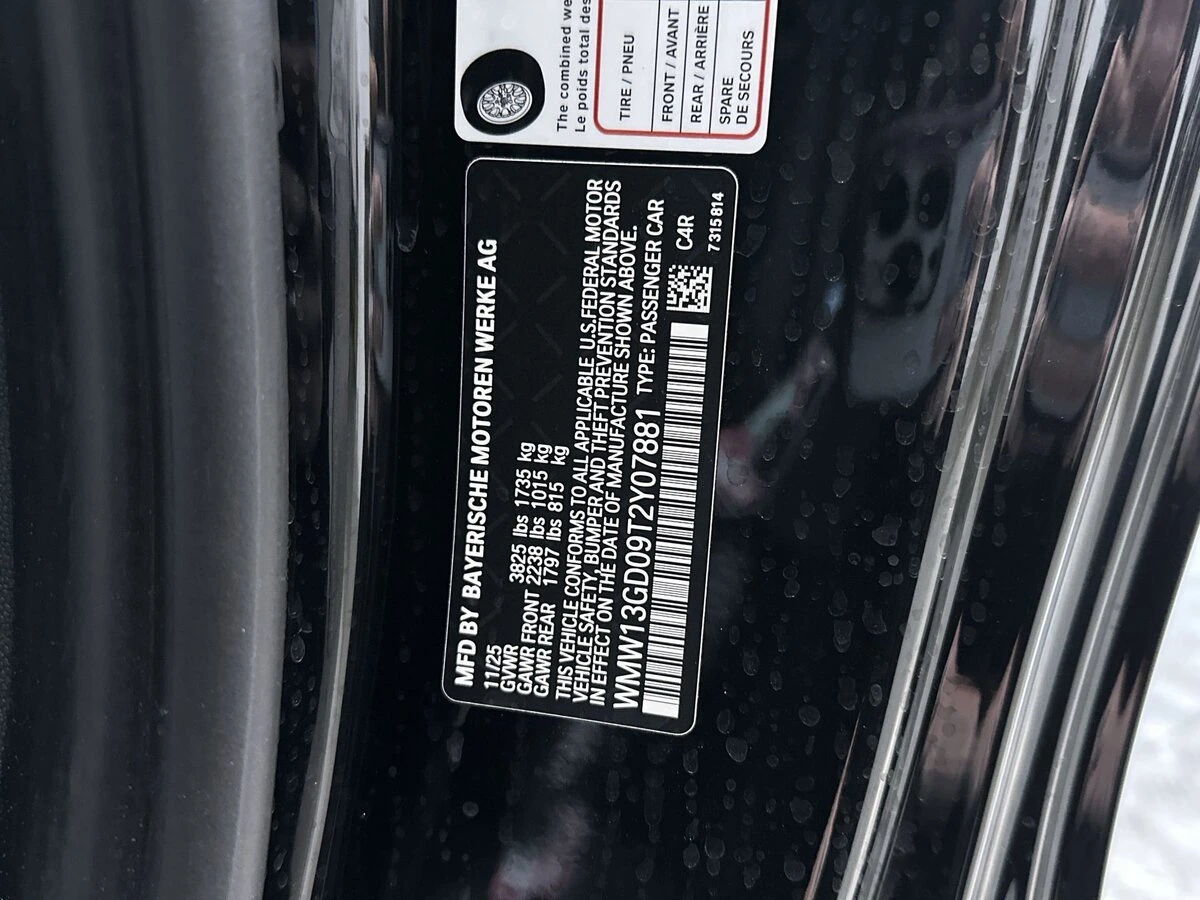 The combined we
Le poids total des
TIRE / PNEU
FRONT / AVANT
REAR / ARRIÈRE
SPARE
DE SECOURS
MFD BY BAYERISCHE MOTOREN WERKE AG
11/25
GVWR 3825 lbs 1735 kg
GAWR FRONT 2238 lbs 1015 kg
GAWR REAR 1797 lbs 815 kg
THIS VEHICLE CONFORMS TO ALL APPLICABLE U.S.FEDERAL MOTOR
VEHICLE SAFETY, BUMPER AND THEFT PREVENTION STANDARDS
IN EFFECT ON THE DATE OF MANUFACTURE SHOWN ABOVE.
WMW13GD09T2Y07881 TYPE: PASSENGER CAR
C4R
7315814